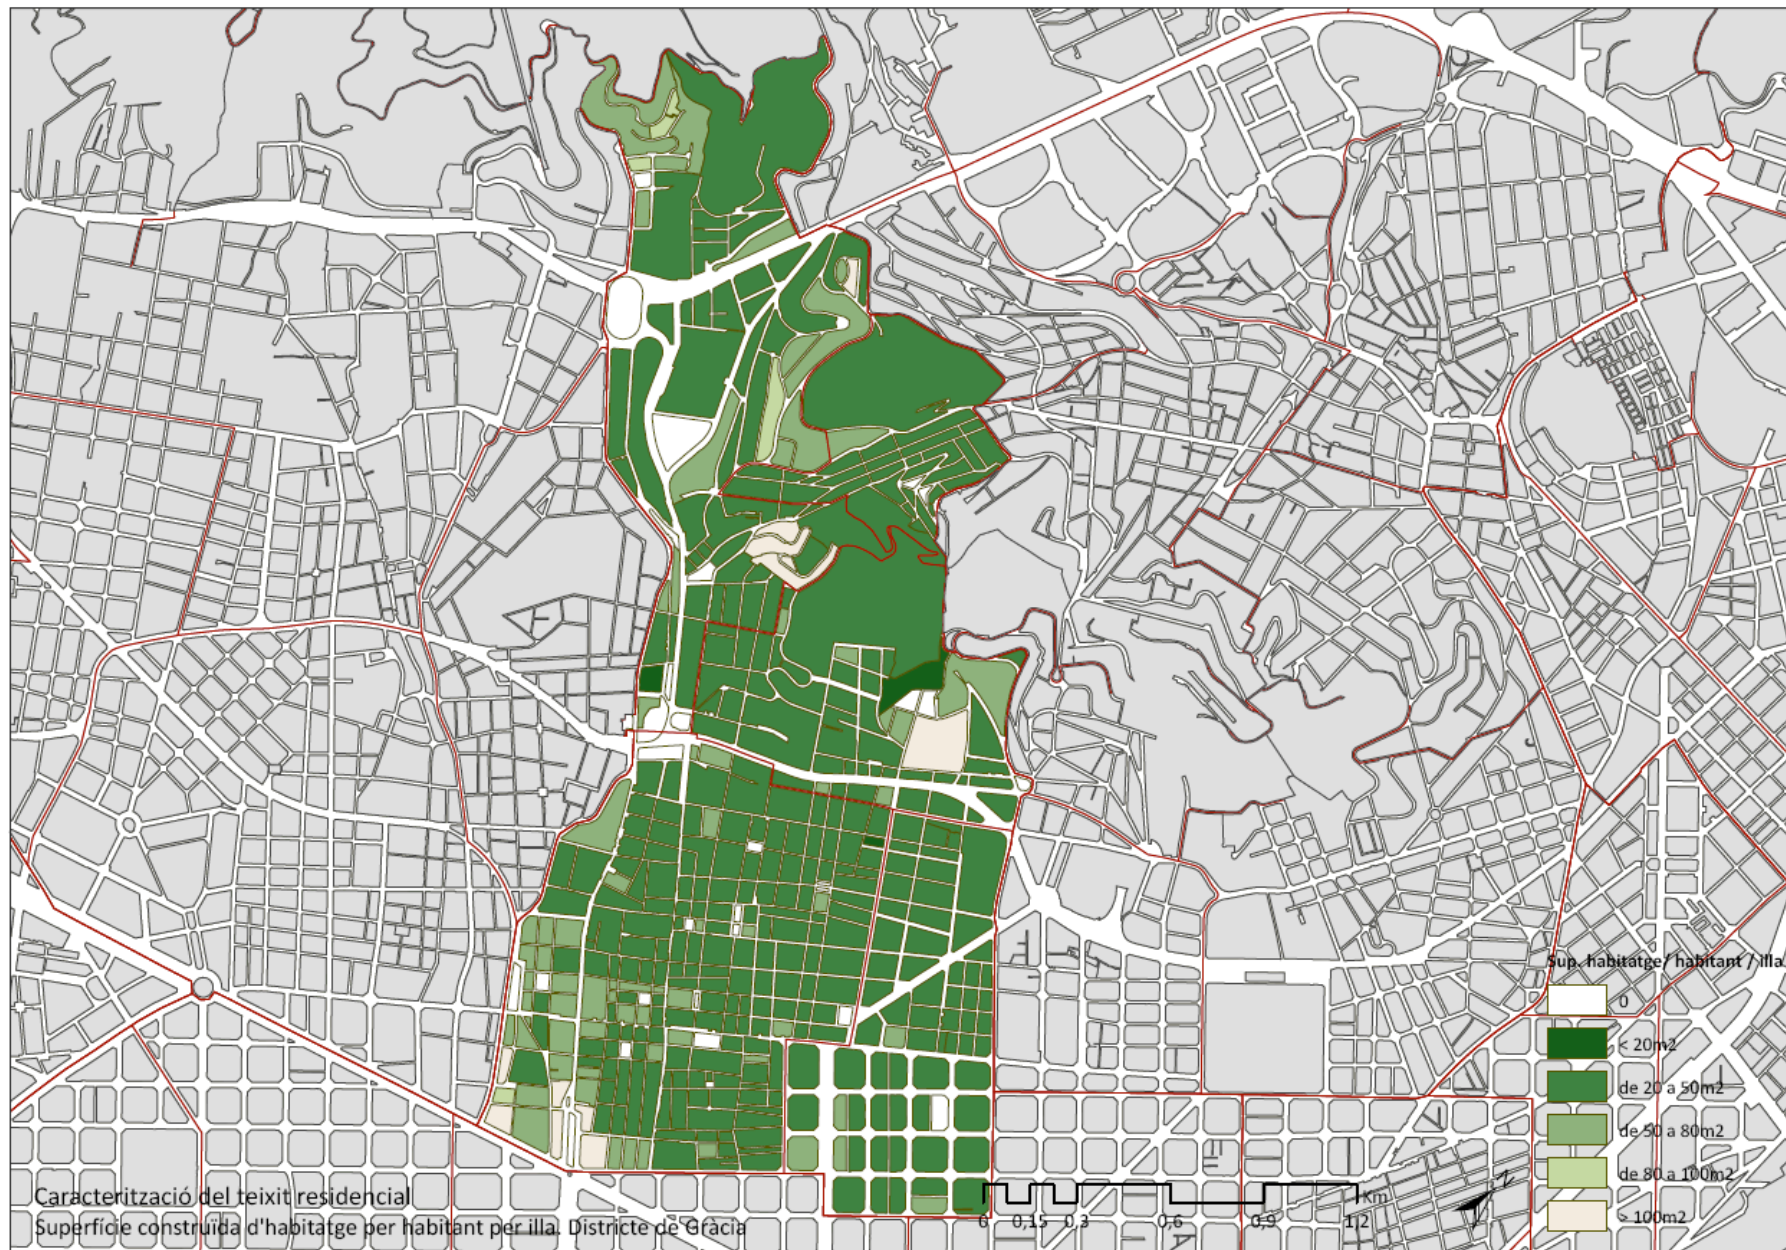 Sup. habitatge/ habitant / illa
0
< 20m2
de 20 a 50m2
de 50 a 80m2
de 80 a 100m2
> 100m2
N
Km
0 0,15 0,3 0,6 0,9 1,2
Caracterització del teixit residencial
Superfície construïda d'habitatge per habitant per illa. Districte de Gràcia